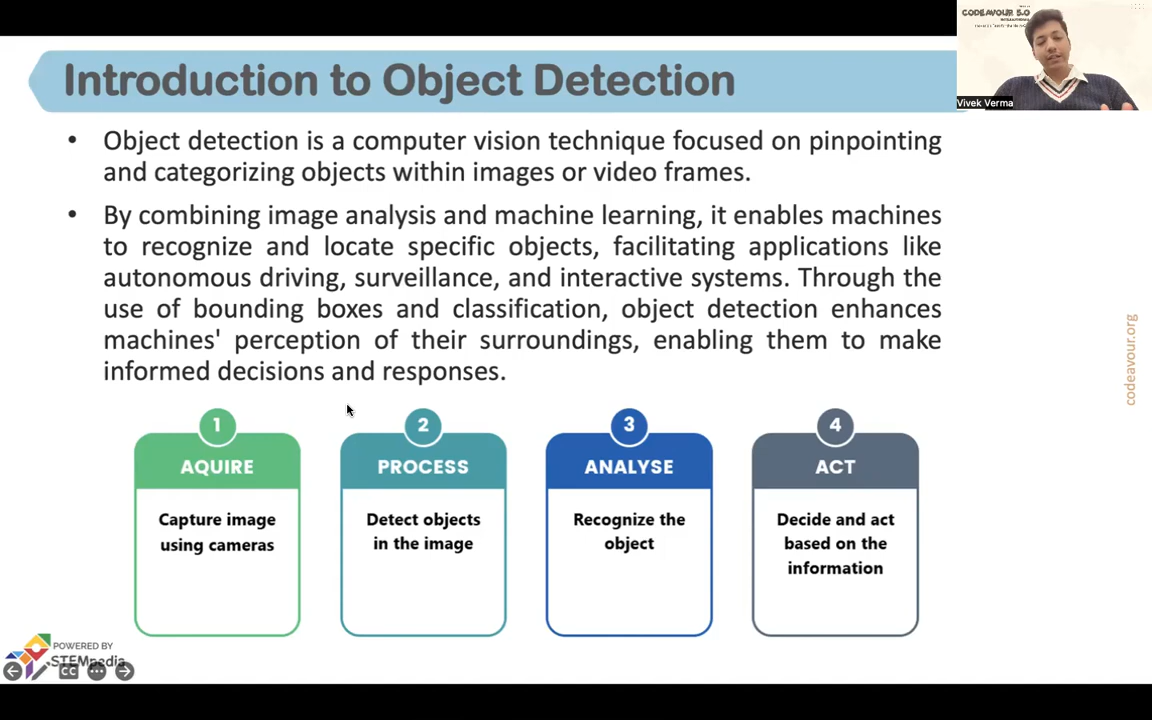 CODEAVOUR 5.0
Vivek Verma
Introduction to Object Detection
• Object detection is a computer vision technique focused on pinpointing
and categorizing objects within images or video frames.
• By combining image analysis and machine learning, it enables machines
to recognize and locate specific objects, facilitating applications like
autonomous driving, surveillance, and interactive systems. Through the
use of bounding boxes and classification, object detection enhances
machines' perception of their surroundings, enabling them to make
informed decisions and responses.
codeavour.org
1
AQUIRE
Capture image
using cameras
2
PROCESS
Detect objects
in the image
3
ANALYSE
Recognize the
object
4
ACT
Decide and act
based on the
information
POWERED BY
STEMpedia
CC